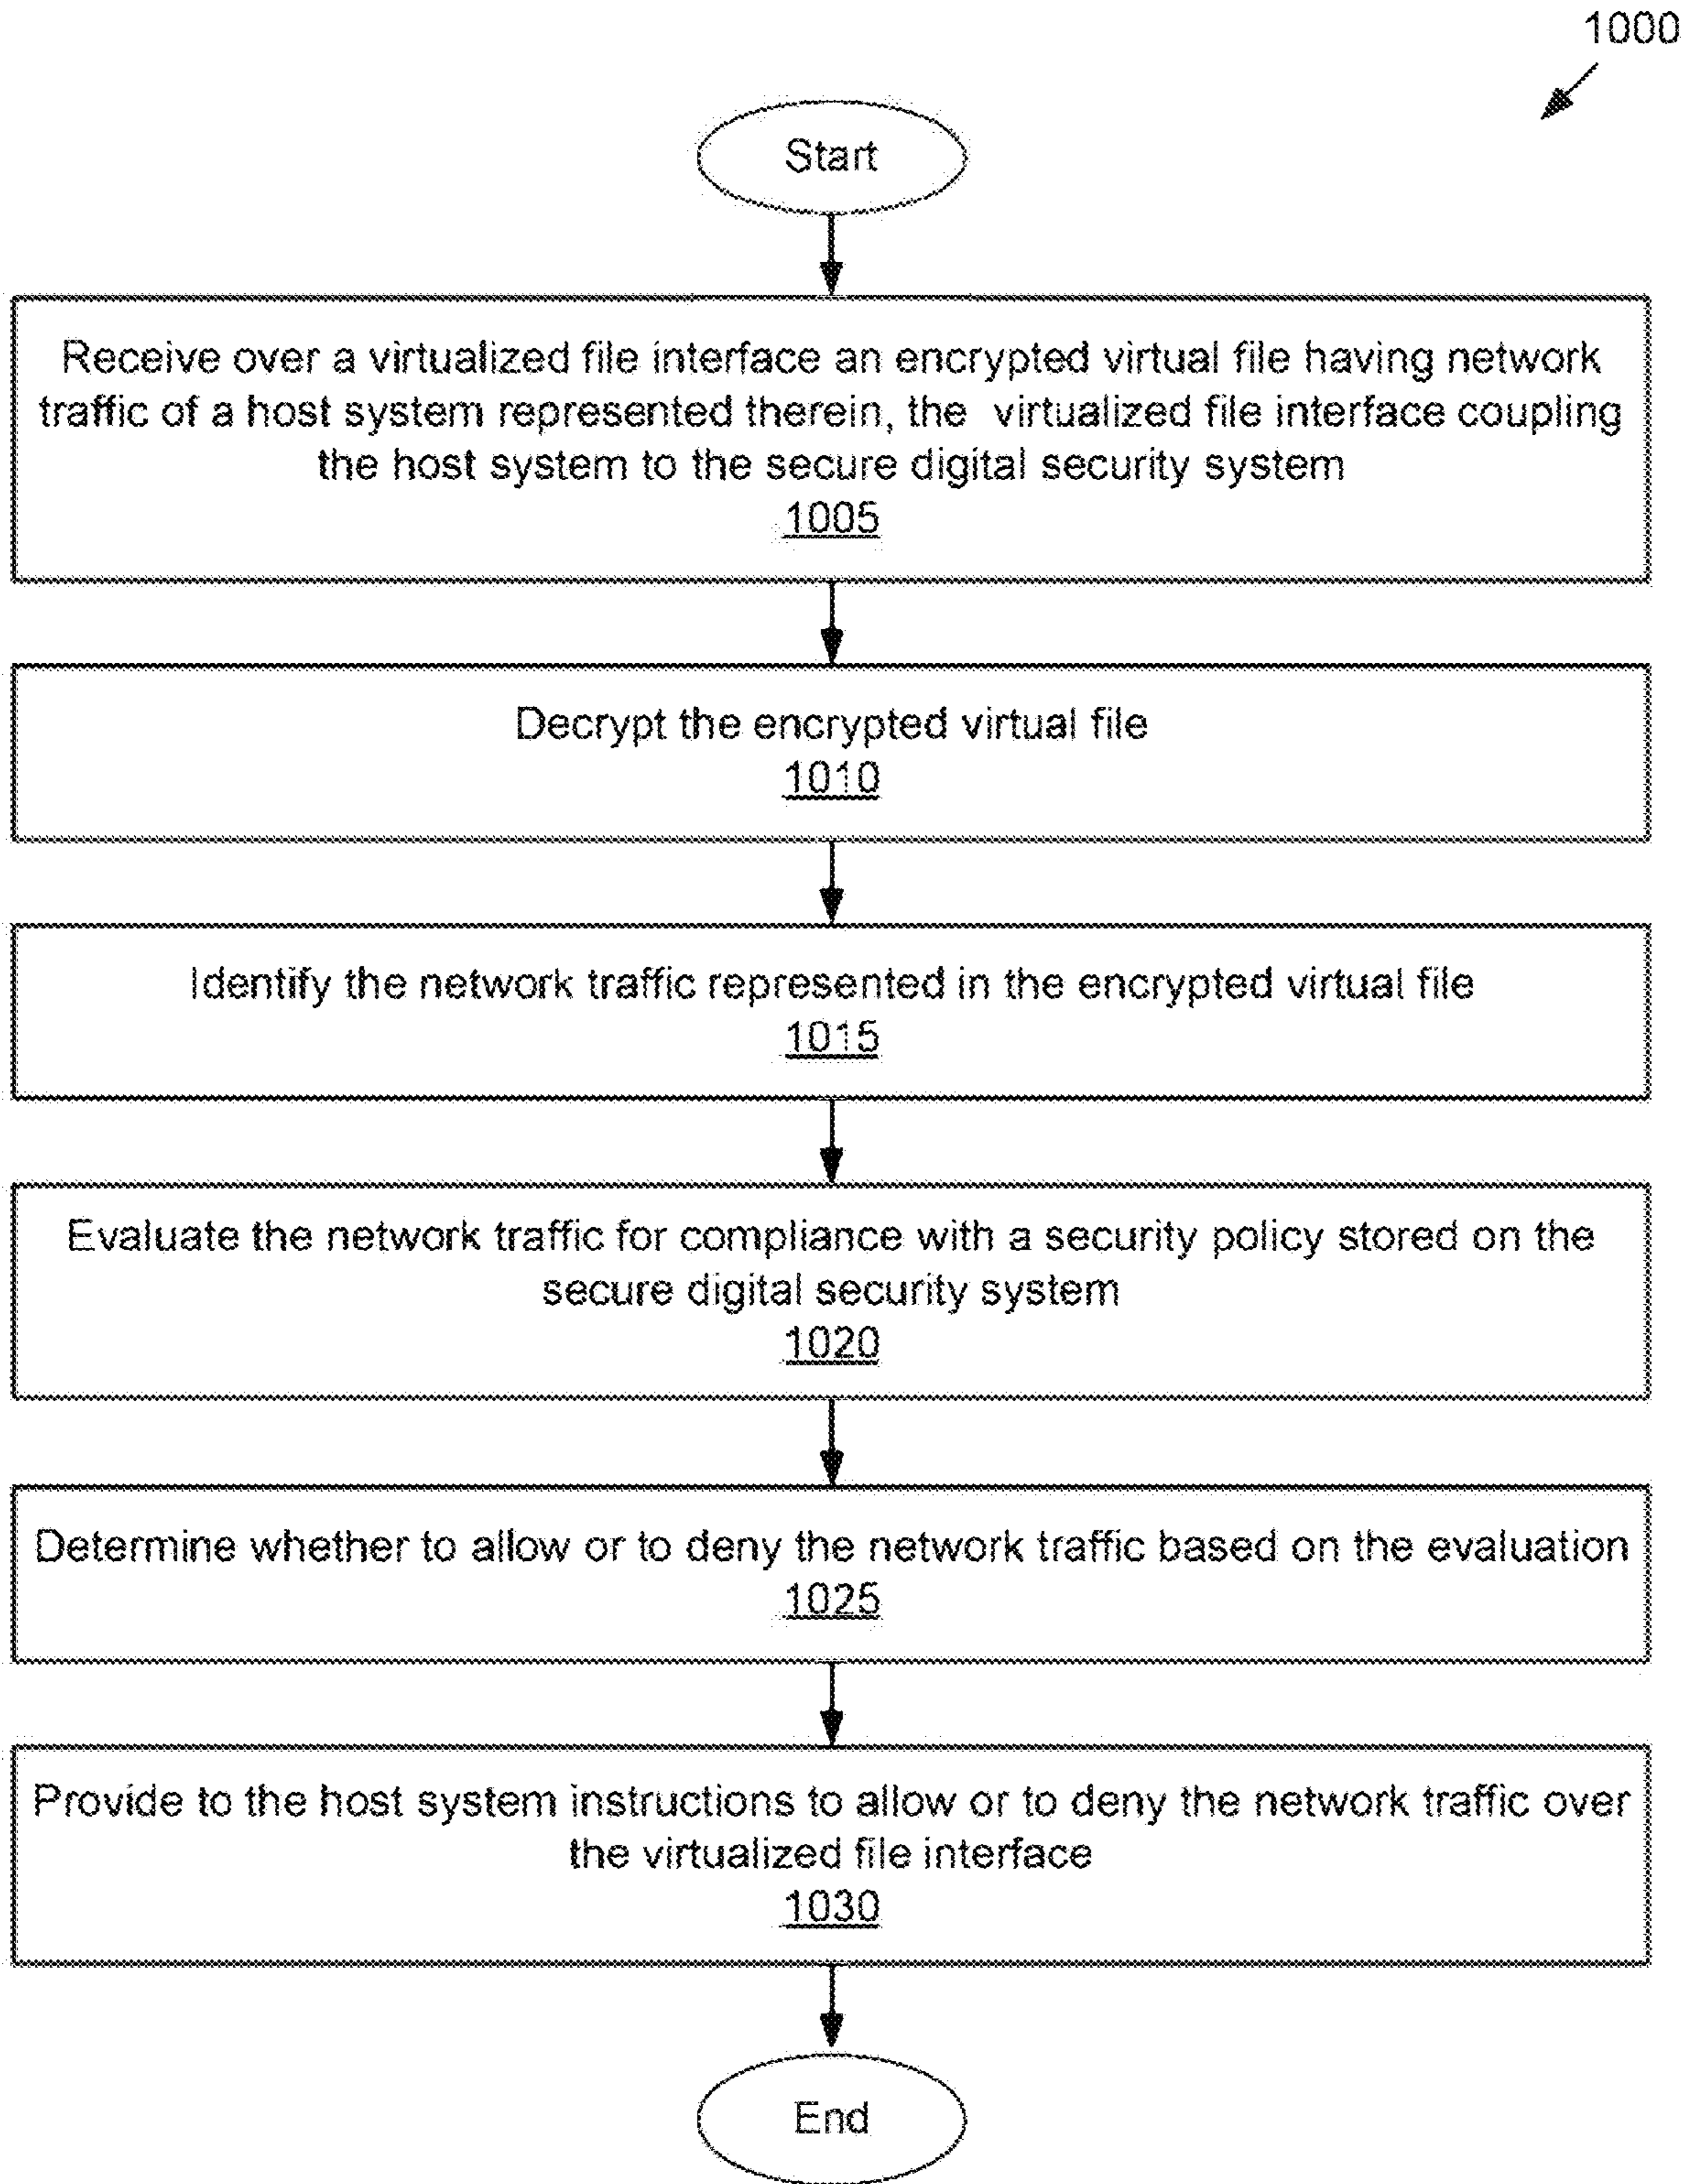 1000
Start
Receive over a virtualized file interface an encrypted virtual file having network
traffic of a host system represented therein, the virtualized file interface coupling
the host system to the secure digital security system
1005
Decrypt the encrypted virtual file
1010
Identify the network traffic represented in the encrypted virtual file
1015
Evaluate the network traffic for compliance with a security policy stored on the
secure digital security system
1020
Determine whether to allow or to deny the network traffic based on the evaluation
1025
Provide to the host system instructions to allow or to deny the network traffic over
the virtualized file interface
1030
End